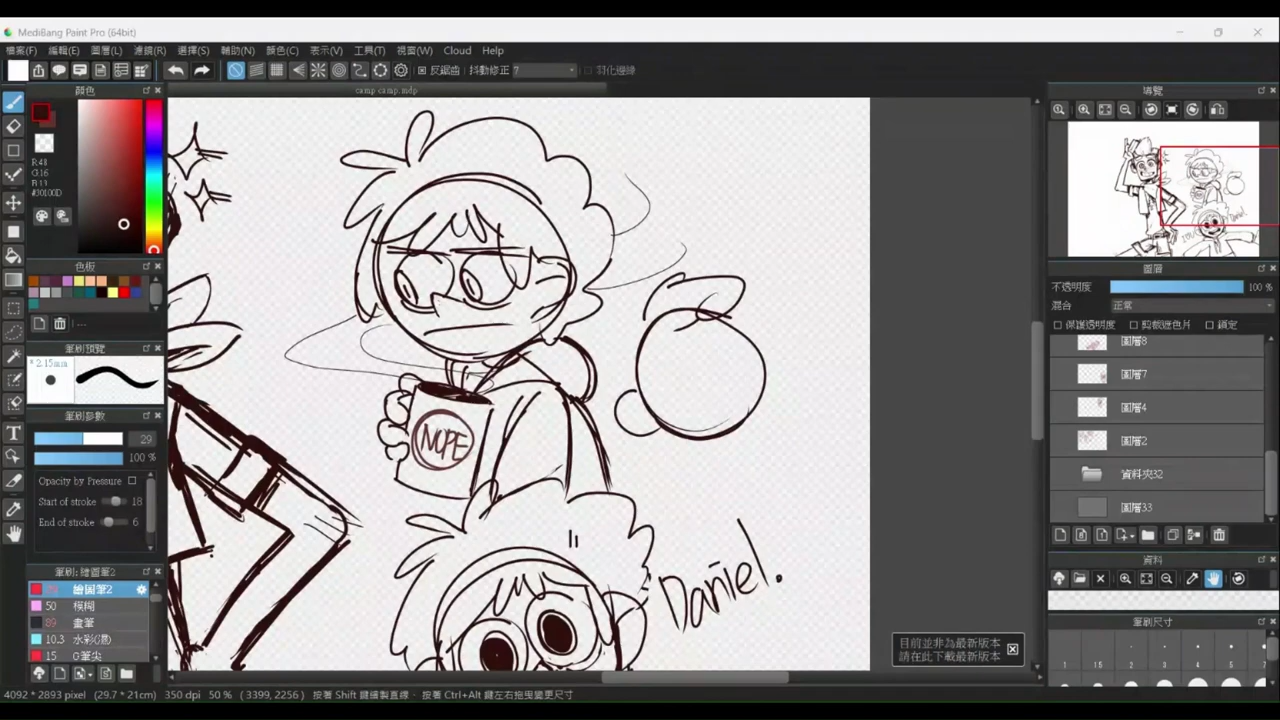 MediBang Paint Pro (64bit)
檔案(F) 編輯(E) 圖層(L) 濾鏡(R) 選擇(S) 輔助(N) 顏色(C) 表示(V) 工具(T) 視窗(W) Cloud Help
反鋸齒 抖動修正 7 羽化邊緣
顏色
camp camp.mdp
導覽
R:48
G:16
B:13
#30100D
色板
---
筆刷預覽
* 2.15mm
筆刷參數
29
100 %
Opacity by Pressure
Start of stroke 18
End of stroke 6
筆刷: 繪圖筆2
29 繪圖筆2
50 模糊
89 畫筆
10.3 水彩(濕)
15 G筆尖
NOPE
Daniel.
Daniel
圖層
不透明度 100 %
混合 正常
保護透明度 剪裁遮色片 鎖定
圖層8
圖層7
圖層4
圖層2
資料夾32
圖層33
資料
筆刷尺寸
1 1.5 2 3 4 5 7
目前並非為最新版本
請在此下載最新版本
4092 * 2893 pixel (29.7 * 21cm) 350 dpi 50 % ( 3399, 2256 ) 按著 Shift 鍵繪製直線・按著 Ctrl+Alt 鍵左右拖曳變更尺寸